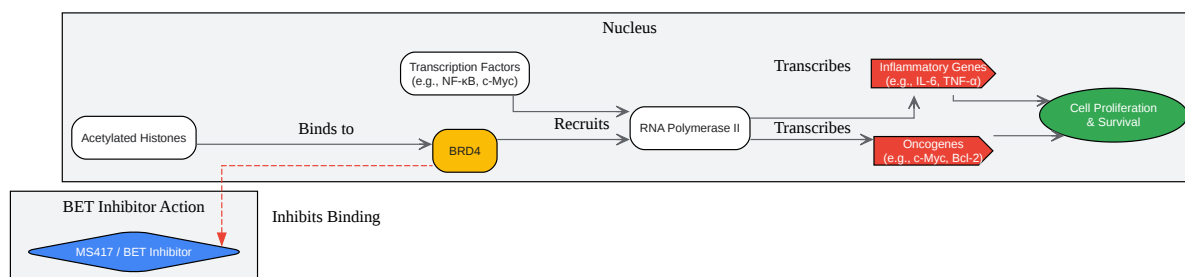 Nucleus
Transcription Factors
(e.g., NF-κB, c-Myc)
Transcribes
Inflammatory Genes
(e.g., IL-6, TNF-α)
Cell Proliferation
& Survival
Acetylated Histones
Binds to
BRD4
Recruits
RNA Polymerase II
Transcribes
Oncogenes
(e.g., c-Myc, Bcl-2)
BET Inhibitor Action
Inhibits Binding
MS417 / BET Inhibitor